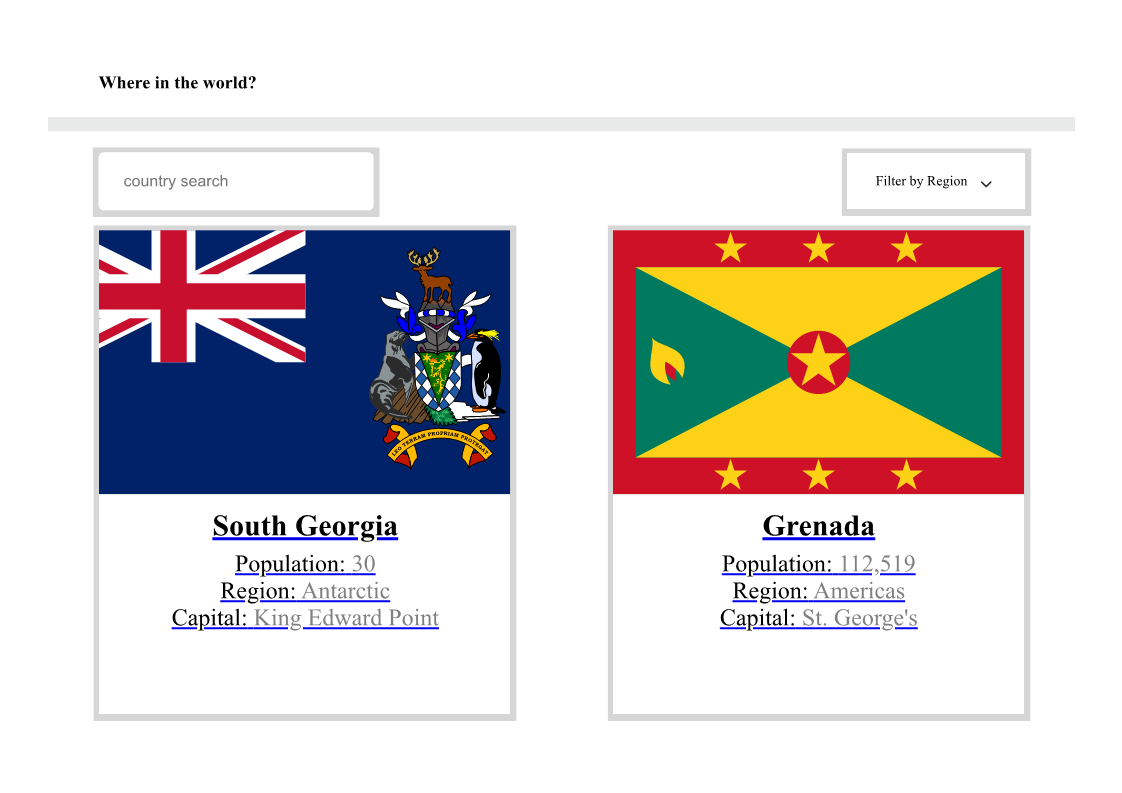 Where in the world?
country search
Filter by Region
LEO TERRAM PROPRIAM PROTEGAT
South Georgia
Population: 30
Region: Antarctic
Capital: King Edward Point
Grenada
Population: 112,519
Region: Americas
Capital: St. George's